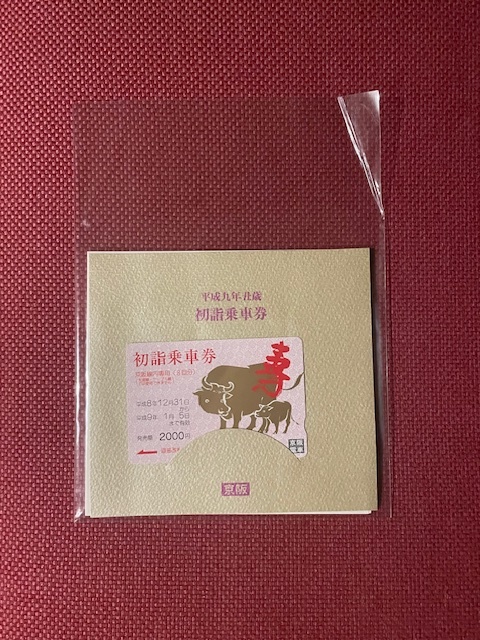 平成九年 丑歳
初詣乗車券
初詣乗車券
寿
平成8年12月31日
から
平成9年 1月 5日
まで有効
発売額 2000円
京阪